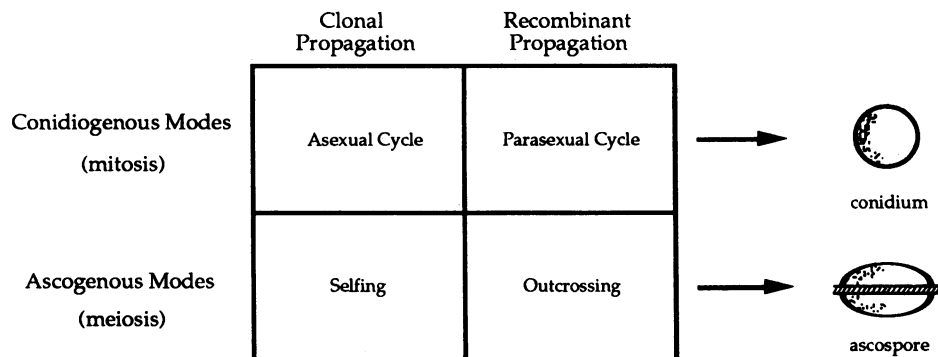 Clonal
Propagation
Recombinant
Propagation
Conidiogenous Modes
(mitosis)
Asexual Cycle
Parasexual Cycle
conidium
Ascogenous Modes
(meiosis)
Selfing
Outcrossing
ascospore